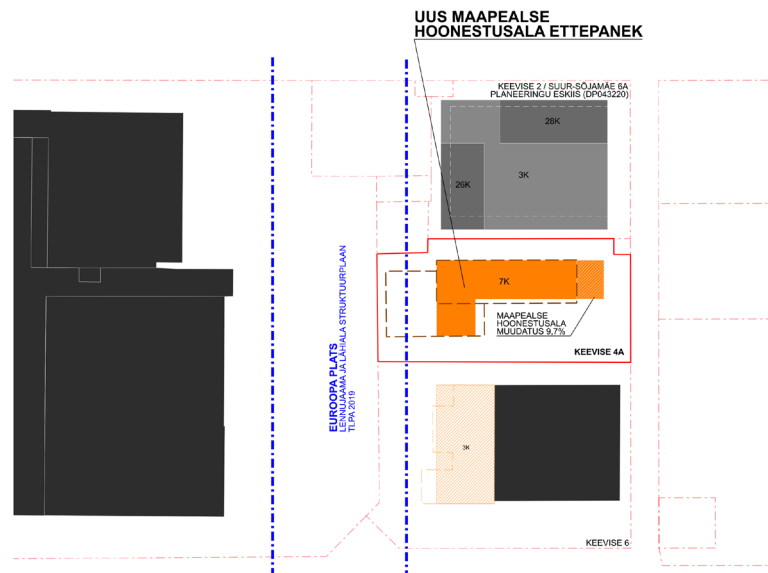 UUS MAAPEALSE
HOONESTUSALA ETTEPANEK
KEEVISE 2 / SUUR-SÕJAMÄE 6A
PLANEERINGU ESKIIS (DP043220)
28K
3K
26K
7K
MAAPEALSE
HOONESTUSALA
MUUDATUS 9,7%
KEEVISE 4A
EUROOPA PLATS
LENNUJAAMA JA LÄHIALA STRUKTUURPLAAN
TLPA 2019
3K
KEEVISE 6